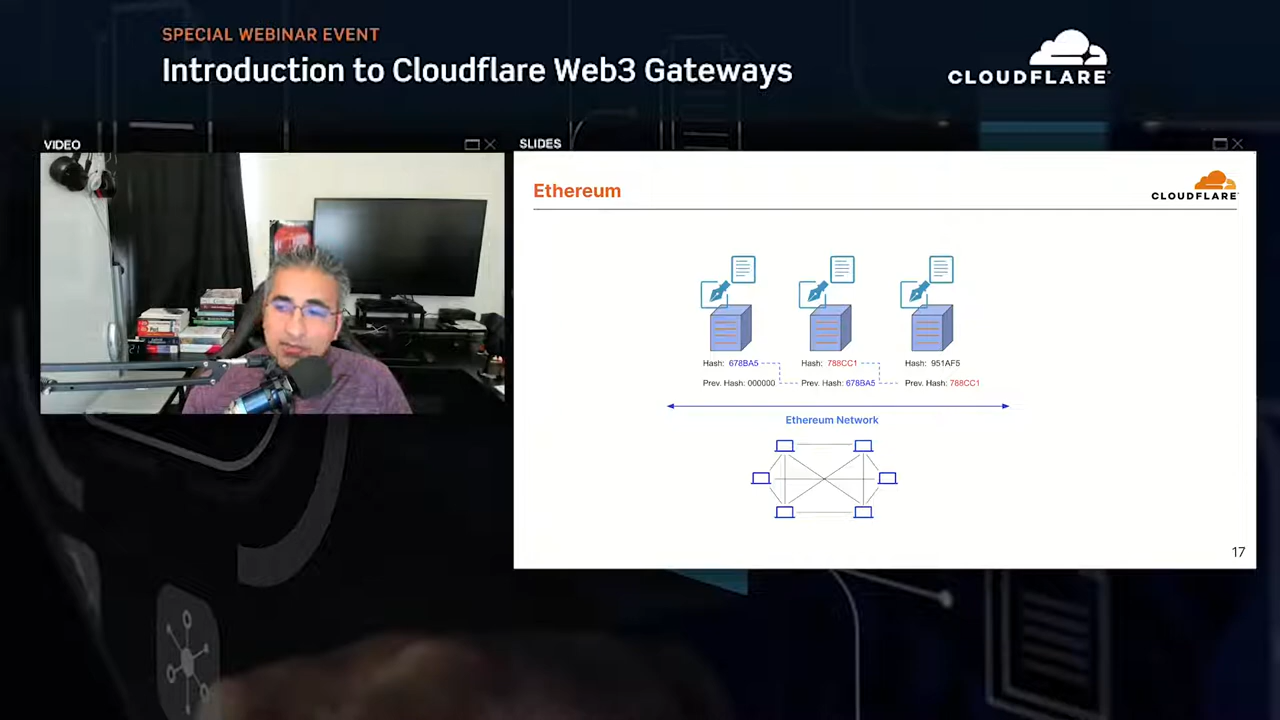 SPECIAL WEBINAR EVENT
Introduction to Cloudflare Web3 Gateways
CLOUDFLARE
VIDEO
SLIDES
Ethereum
CLOUDFLARE
Hash: 678BA5
Hash: 788CC1
Hash: 951AF5
Prev. Hash: 000000
Prev. Hash: 678BA5
Prev. Hash: 788CC1
Ethereum Network
17